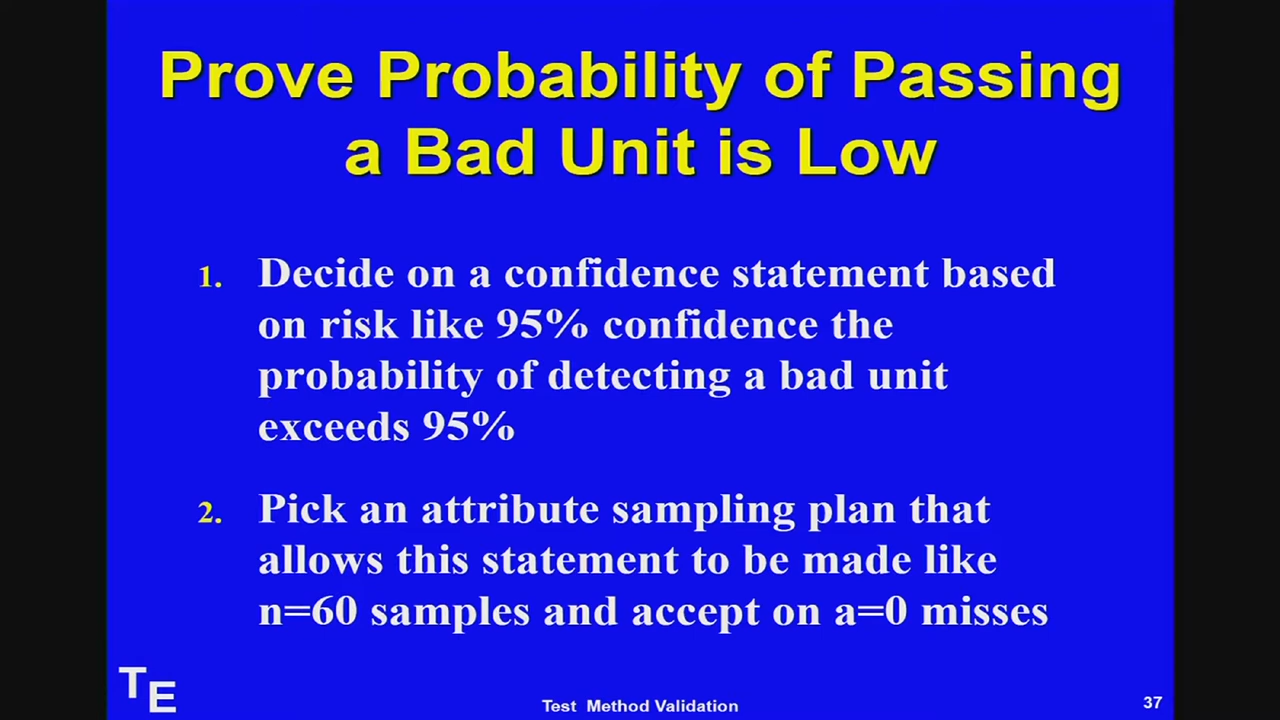 Prove Probability of Passing
a Bad Unit is Low
1. Decide on a confidence statement based
on risk like 95% confidence the
probability of detecting a bad unit
exceeds 95%
2. Pick an attribute sampling plan that
allows this statement to be made like
n=60 samples and accept on a=0 misses
TE
Test Method Validation
37